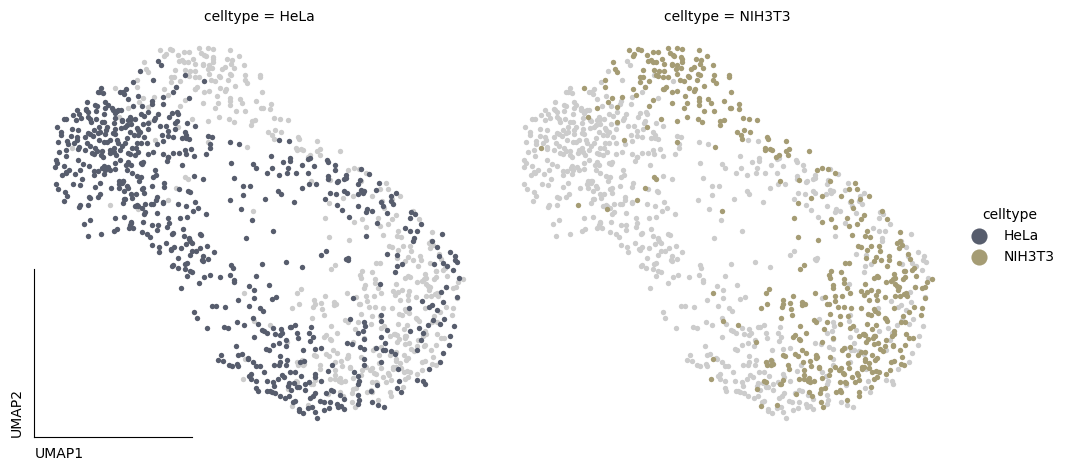 celltype = HeLa
celltype = NIH3T3
celltype
HeLa
NIH3T3
UMAP2
UMAP1